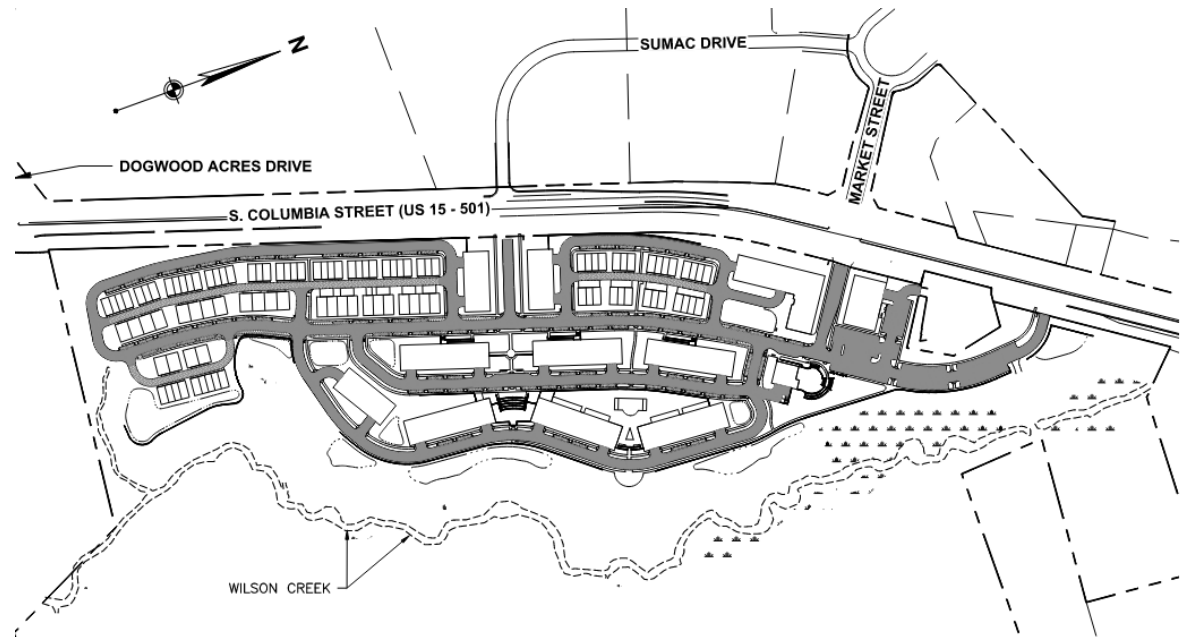 N
SUMAC DRIVE
MARKET STREET
DOGWOOD ACRES DRIVE
S. COLUMBIA STREET (US 15 - 501)
WILSON CREEK